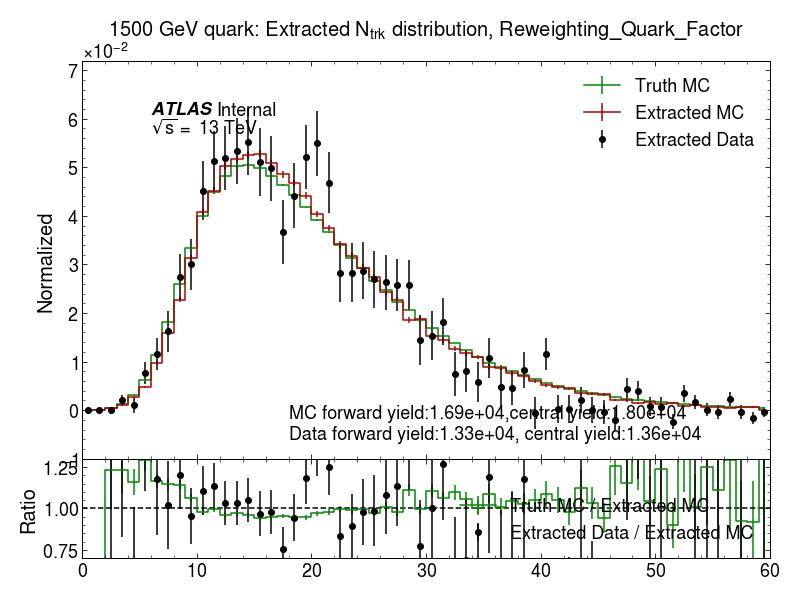 1500 GeV quark: Extracted N_trk distribution, Reweighting_Quark_Factor
×10⁻²
7
6
5
4
3
2
1
0
Normalized
ATLAS Internal
√s = 13 TeV
Truth MC
Extracted MC
Extracted Data
MC forward yield:1.69e+04,central yield:1.80e+04
Data forward yield:1.33e+04, central yield:1.36e+04
1
1.25
1.00
0.75
Ratio
Truth MC / Extracted MC
Extracted Data / Extracted MC
0 10 20 30 40 50 60